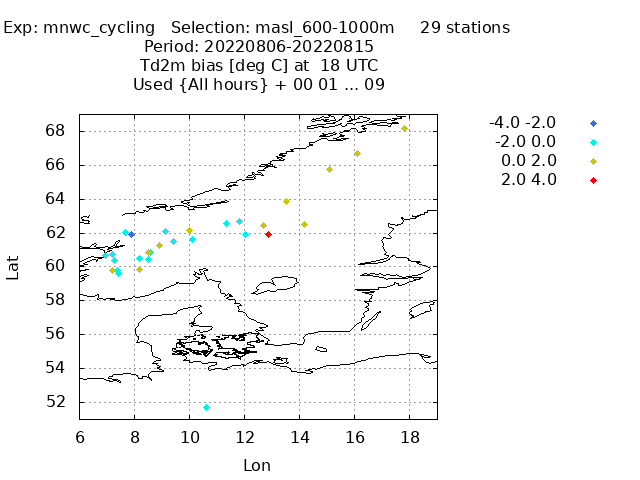 Exp: mnwc_cycling   Selection: masl_600-1000m     29 stations
Period: 20220806-20220815
Td2m bias [deg C] at  18 UTC
Used {All hours} + 00 01 ... 09
-4.0 -2.0
-2.0 0.0
0.0 2.0
2.0 4.0
68
66
64
62
60
58
56
54
52
Lat
6 8 10 12 14 16 18
Lon